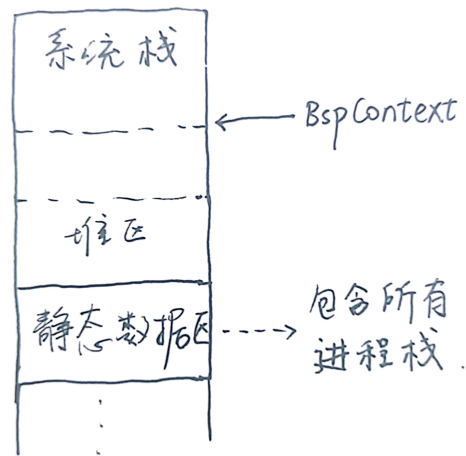 系统栈
BspContext
堆区
静态数据区
包含所有
进程栈.